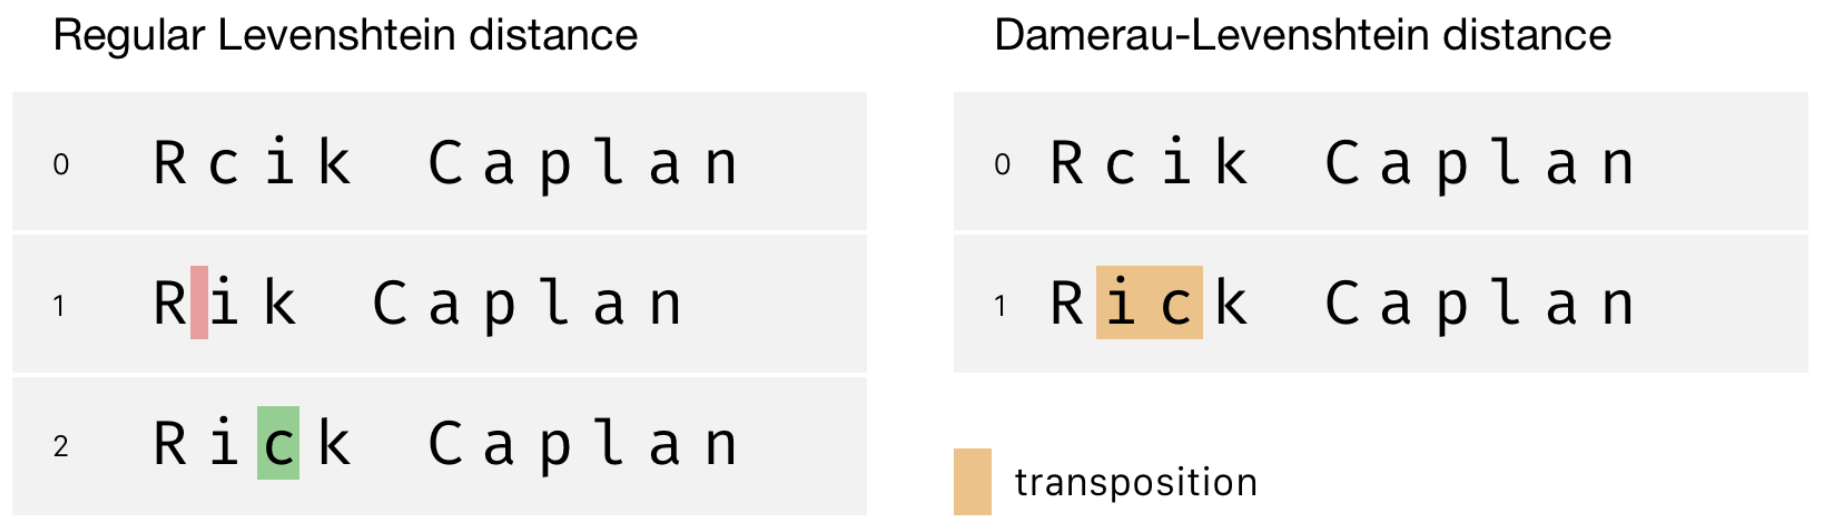 Regular Levenshtein distance
0 Rcik Caplan
1 Rik Caplan
2 Rick Caplan
Damerau-Levenshtein distance
0 Rcik Caplan
1 Rick Caplan
transposition